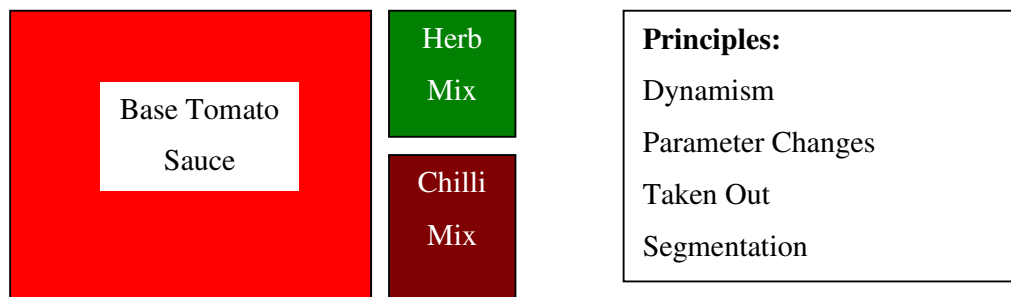 Base Tomato
Sauce
Herb
Mix
Chilli
Mix
Principles:
Dynamism
Parameter Changes
Taken Out
Segmentation